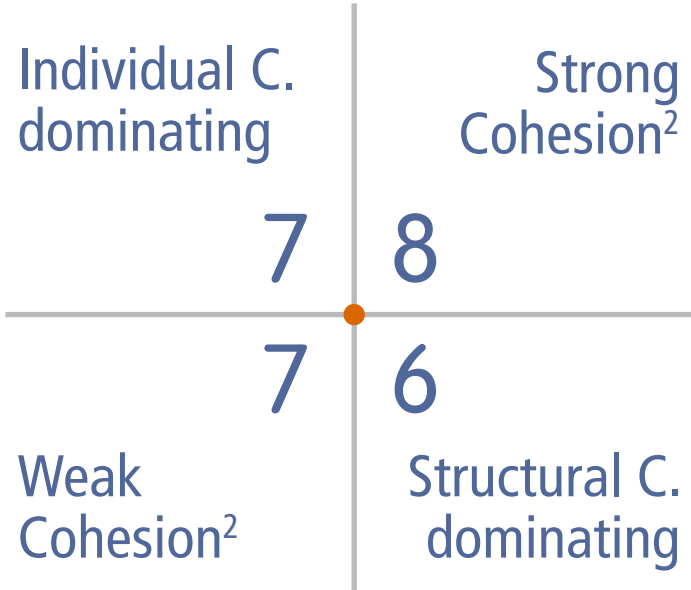 Individual C.
dominating
Strong
Cohesion²
7
8
7
6
Weak
Cohesion²
Structural C.
dominating